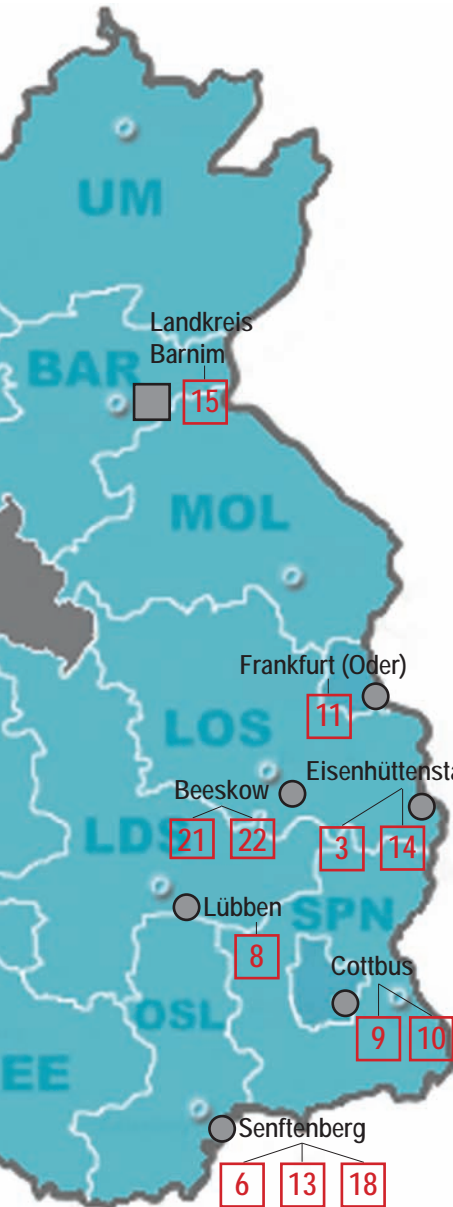 UM
Landkreis
Barnim
BAR
15
MOL
Frankfurt (Oder)
11
LOS
Eisenhüttensta
Beeskow
LDS
21 22
3 14
Lübben
SPN
8
Cottbus
OSL
9 10
EE
Senftenberg
6 13 18